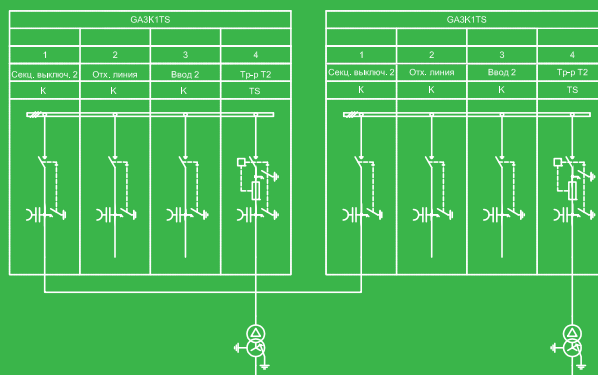 GA3K1TS
1 2 3 4
Секц. выключ. 2 Отх. линия Ввод 2 Тр-р Т2
К К К TS
GA3K1TS
1 2 3 4
Секц. выключ. 2 Отх. линия Ввод 2 Тр-р Т2
К К К TS